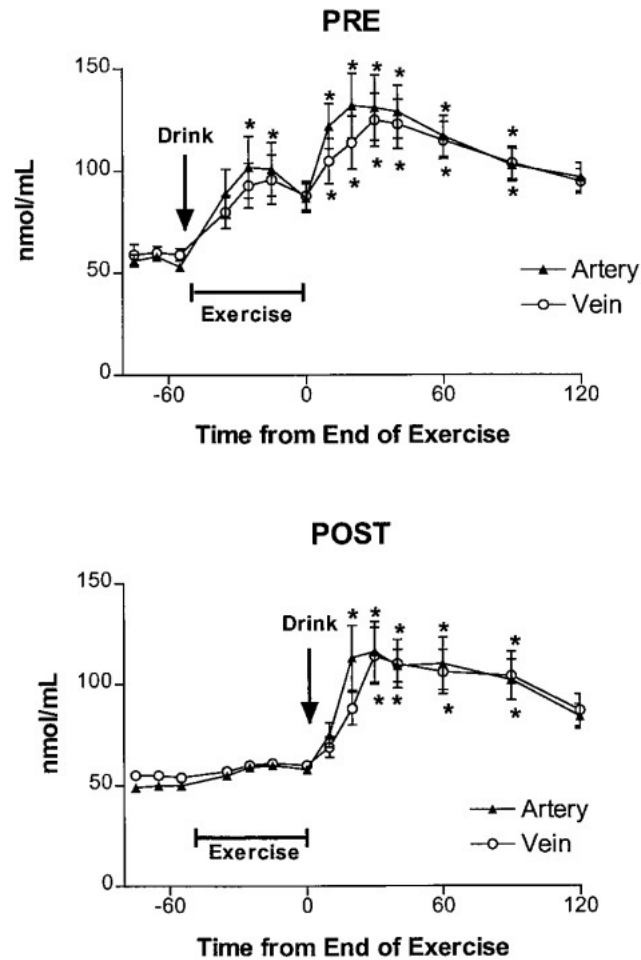 PRE
150
Drink
100
nmol/mL
50
Artery
Vein
Exercise
0
-60 0 60 120
Time from End of Exercise
POST
150
Drink
100
nmol/mL
50
Artery
Vein
Exercise
0
-60 0 60 120
Time from End of Exercise